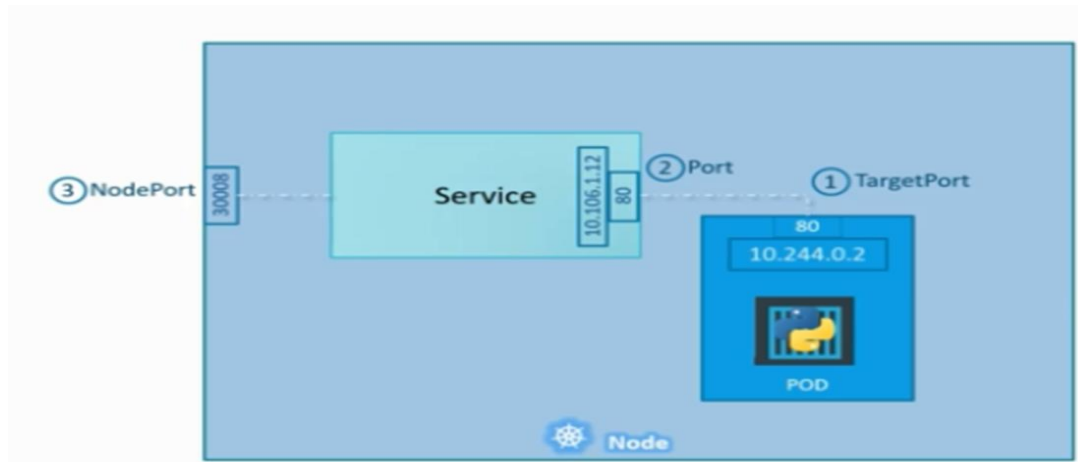 3 NodePort
30008
Service
10.106.1.12
80
2 Port
1 TargetPort
80
10.244.0.2
POD
Node